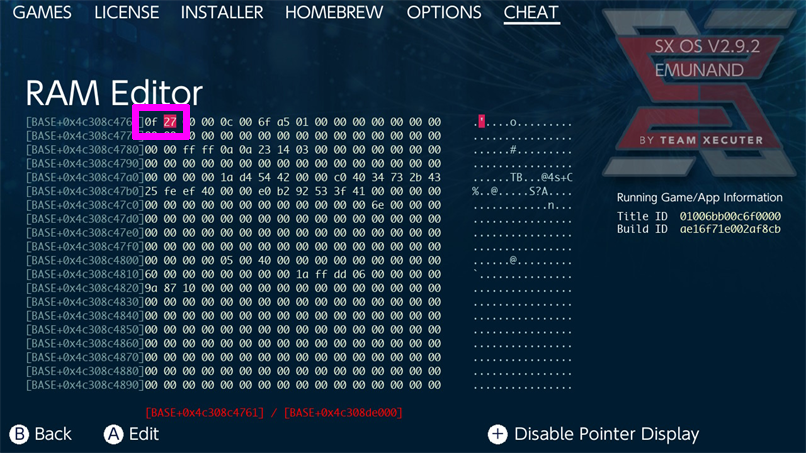 GAMES LICENSE INSTALLER HOMEBREW OPTIONS CHEAT
SX OS V2.9.2
EMUNAND
BY TEAM XECUTER
RAM Editor
[BASE+0x4c308c476 ]0f 27 0 00 0c 00 6f a5 01 00 00 00 00 00 00 .'....o.........
[BASE+0x4c308c477 00 00 00 00 00 00 00 00 00 00 00 00 ................
[BASE+0x4c308c4780]00 00 ff ff 0a 0a 23 14 03 00 00 00 00 00 00 00 ......#.........
[BASE+0x4c308c4790]00 00 00 00 00 00 00 00 00 00 00 00 00 00 00 00 ................
[BASE+0x4c308c47a0]00 00 00 00 1a d4 54 42 00 00 c0 40 34 73 2b 43 ......TB...@4s+C
[BASE+0x4c308c47b0]25 fe ef 40 00 00 e0 b2 92 53 3f 41 00 00 00 00 %..@.....S?A....
[BASE+0x4c308c47c0]00 00 00 00 00 00 00 00 00 00 00 00 6e 00 00 00 ............n...
[BASE+0x4c308c47d0]00 00 00 00 00 00 00 00 00 00 00 00 00 00 00 00 ................
[BASE+0x4c308c47e0]00 00 00 00 00 00 00 00 00 00 00 00 00 00 00 00 ................
[BASE+0x4c308c47f0]00 00 00 00 00 00 00 00 00 00 00 00 00 00 00 00 ................
[BASE+0x4c308c4800]00 00 00 00 05 00 40 00 00 00 00 00 00 00 00 00 ......@.........
[BASE+0x4c308c4810]60 00 00 00 00 00 00 00 1a ff dd 06 00 00 00 00 `...............
[BASE+0x4c308c4820]9a 87 10 00 00 00 00 00 00 00 00 00 00 00 00 00 ................
[BASE+0x4c308c4830]00 00 00 00 00 00 00 00 00 00 00 00 00 00 00 00 ................
[BASE+0x4c308c4840]00 00 00 00 00 00 00 00 00 00 00 00 00 00 00 00 ................
[BASE+0x4c308c4850]00 00 00 00 00 00 00 00 00 00 00 00 00 00 00 00 ................
[BASE+0x4c308c4860]00 00 00 00 00 00 00 00 00 00 00 00 00 00 00 00 ................
[BASE+0x4c308c4870]00 00 00 00 00 00 00 00 00 00 00 00 00 00 00 00 ................
[BASE+0x4c308c4880]00 00 00 00 00 00 00 00 00 00 00 00 00 00 00 00 ................
[BASE+0x4c308c4890]00 00 00 00 00 00 00 00 00 00 00 00 00 00 00 00 ................
Running Game/App Information
Title ID 01006bb00c6f0000
Build ID ae16f71e002af8cb
[BASE+0x4c308c4761] / [BASE+0x4c308de000]
B Back A Edit + Disable Pointer Display